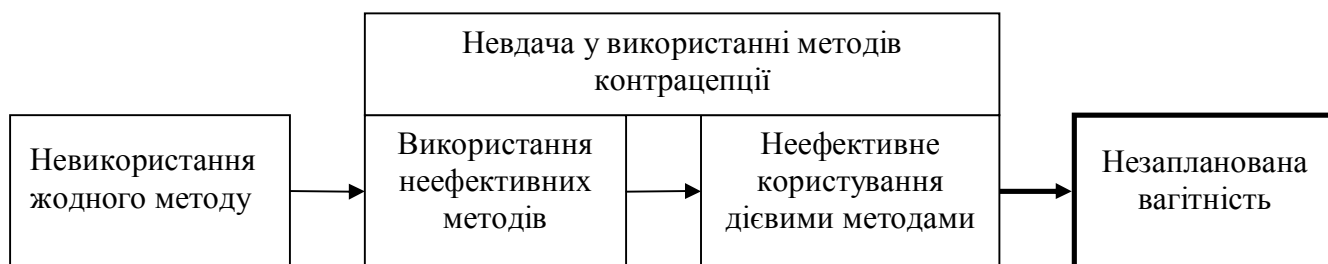 Невдача у використанні методів
контрацепції
Невикористання
жодного методу
Використання
неефективних
методів
Неефективне
користування
дієвими методами
Незапланована
вагітність